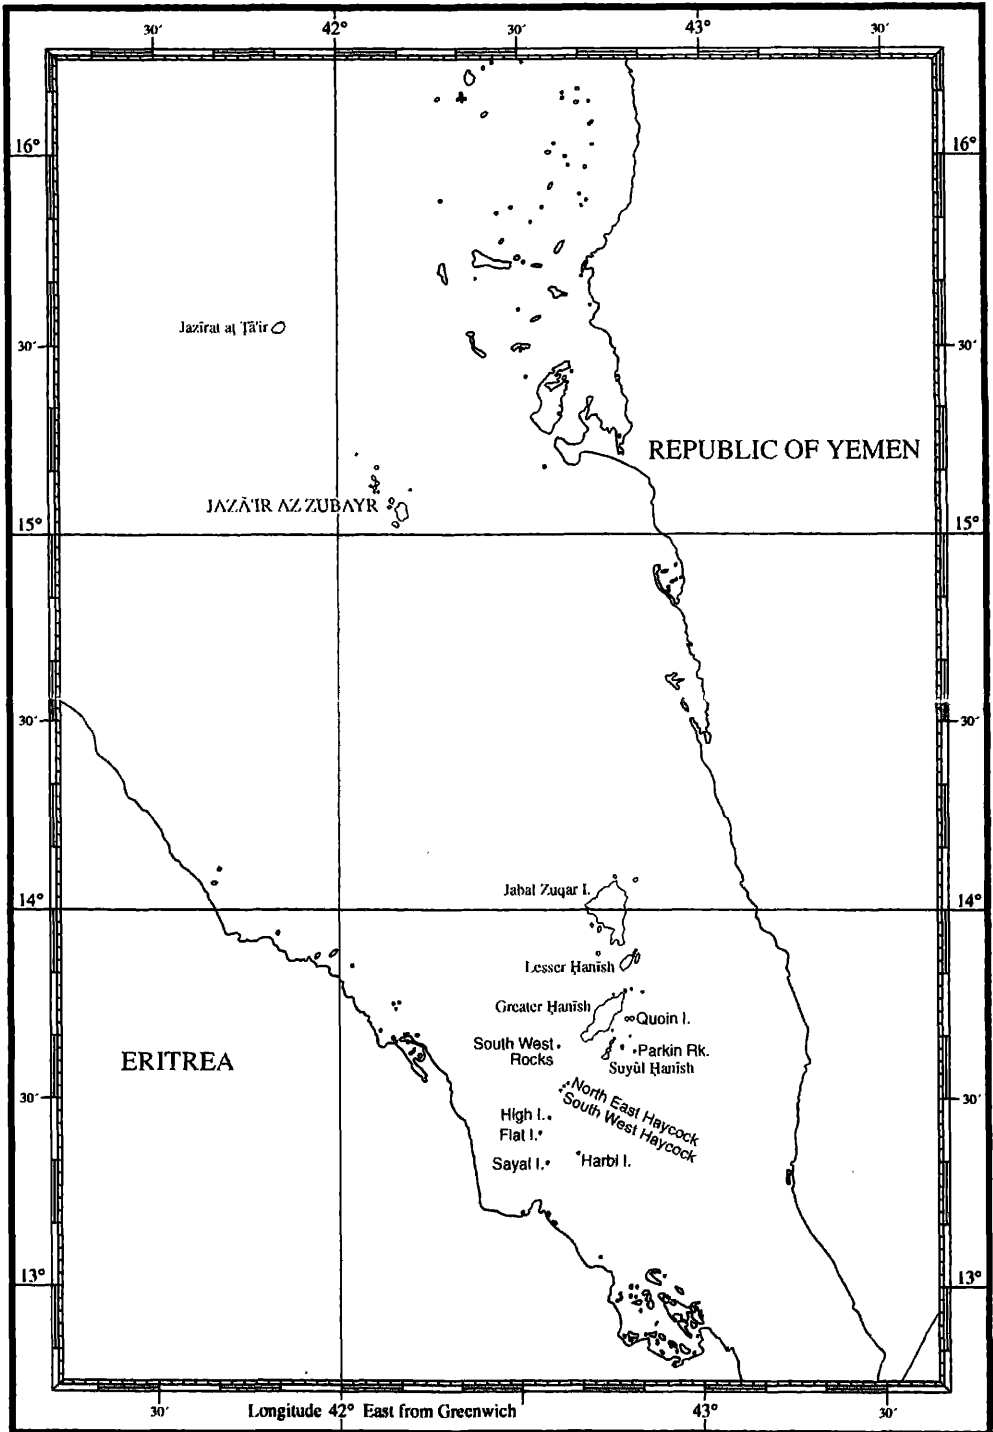 30′ 42° 30′ 43° 30′
16° 16°
Jazīrat aṭ Ṭā'ir
30′ 30′
REPUBLIC OF YEMEN
JAZĀ'IR AZ ZUBAYR
15° 15°
30′ 30′
Jabal Zuqar I.
14° 14°
Lesser Ḥanīsh
Greater Ḥanīsh
Quoin I.
South West
Rocks
Parkin Rk.
Suyūl Ḥanīsh
ERITREA
North East Haycock
South West Haycock
30′ 30′
High I.
Flat I.
Sayal I.
Harbi I.
13° 13°
30′ 42° 43° 30′
Longitude East from Greenwich